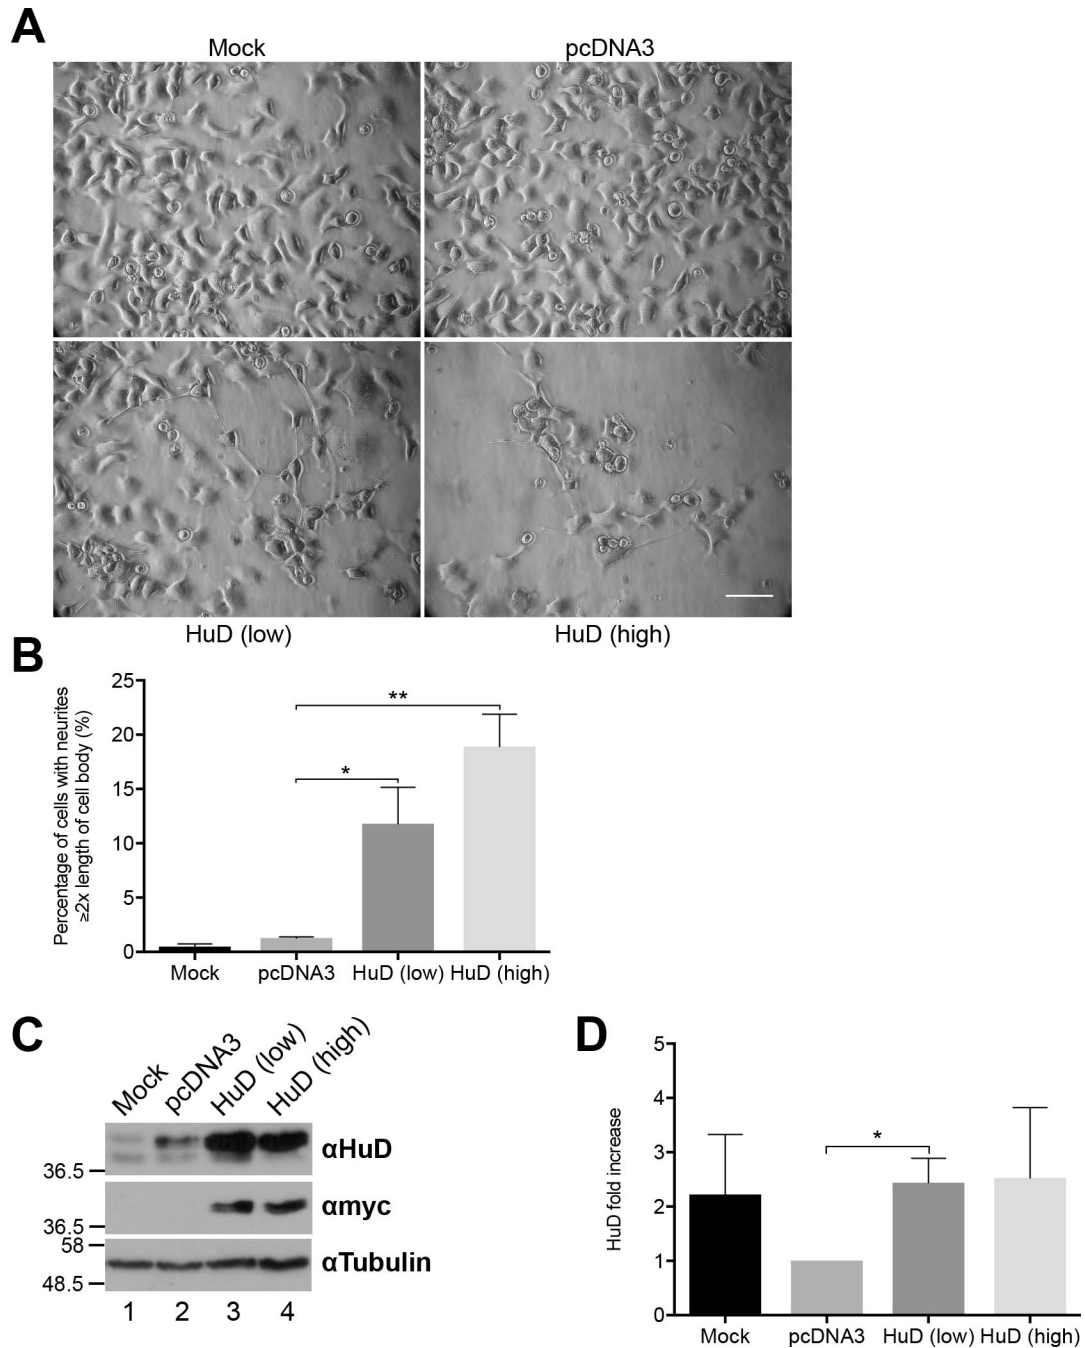 A
Mock
pcDNA3
HuD (low)
HuD (high)
B
Percentage of cells with neurites
≥2x length of cell body (%)
25
20
15
10
5
0
*
**
Mock
pcDNA3
HuD (low)
HuD (high)
C
Mock
pcDNA3
HuD (low)
HuD (high)
36.5
αHuD
36.5
αmyc
58
48.5
αTubulin
1 2 3 4
D
HuD fold increase
5
4
3
2
1
0
*
Mock
pcDNA3
HuD (low)
HuD (high)